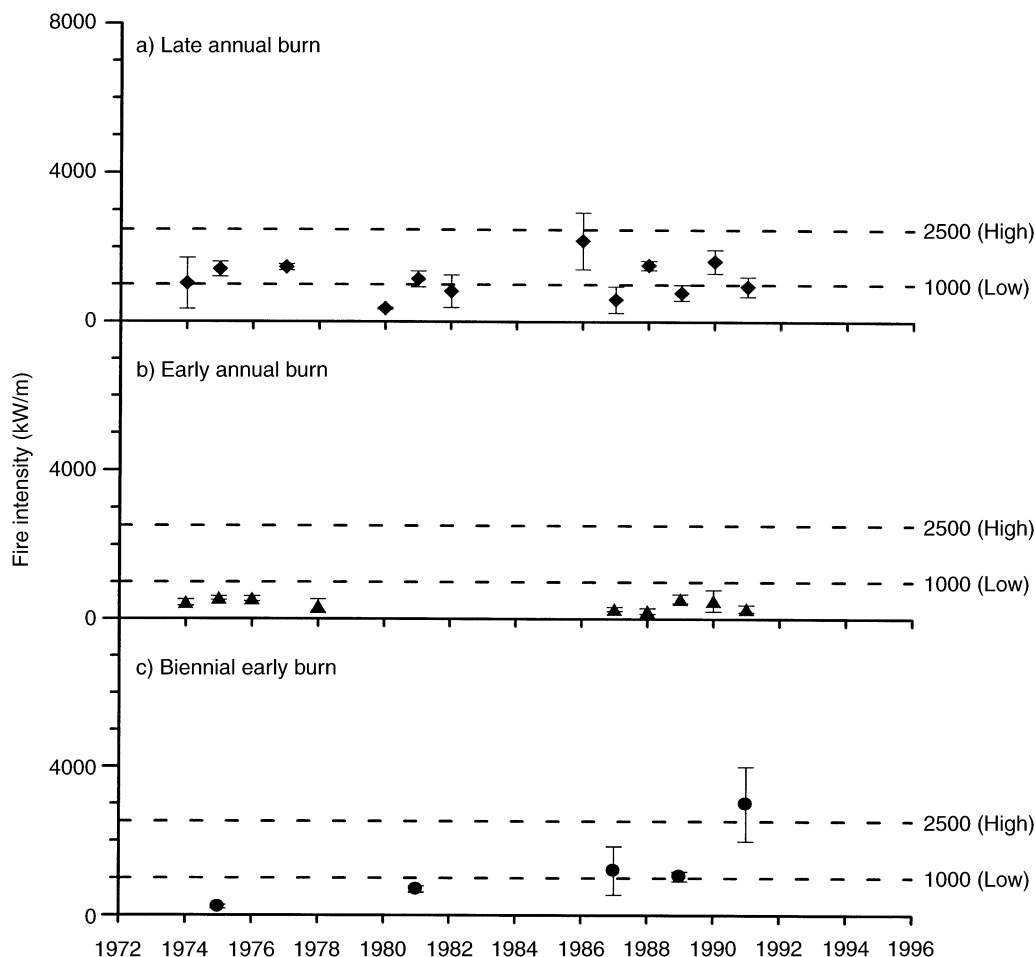 8000
a) Late annual burn
4000
2500 (High)
1000 (Low)
0
b) Early annual burn
Fire intensity (kW/m)
4000
2500 (High)
1000 (Low)
0
c) Biennial early burn
4000
2500 (High)
1000 (Low)
0
1972 1974 1976 1978 1980 1982 1984 1986 1988 1990 1992 1994 1996